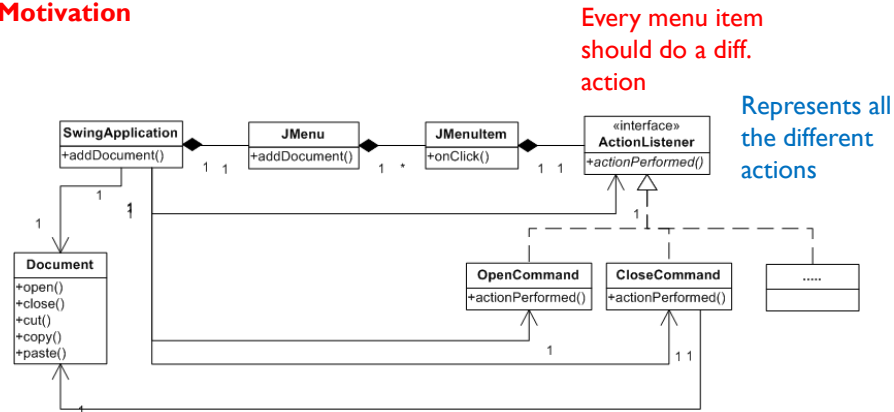 Motivation
Every menu item
should do a diff.
action
Represents all
the different
actions
SwingApplication
+addDocument()
JMenu
+addDocument()
JMenuItem
+onClick()
«interface»
ActionListener
+actionPerformed()
1 1
1 *
1 1
1
1
1
1
1
Document
+open()
+close()
+cut()
+copy()
+paste()
OpenCommand
+actionPerformed()
CloseCommand
+actionPerformed()
.....
1
1 1
1